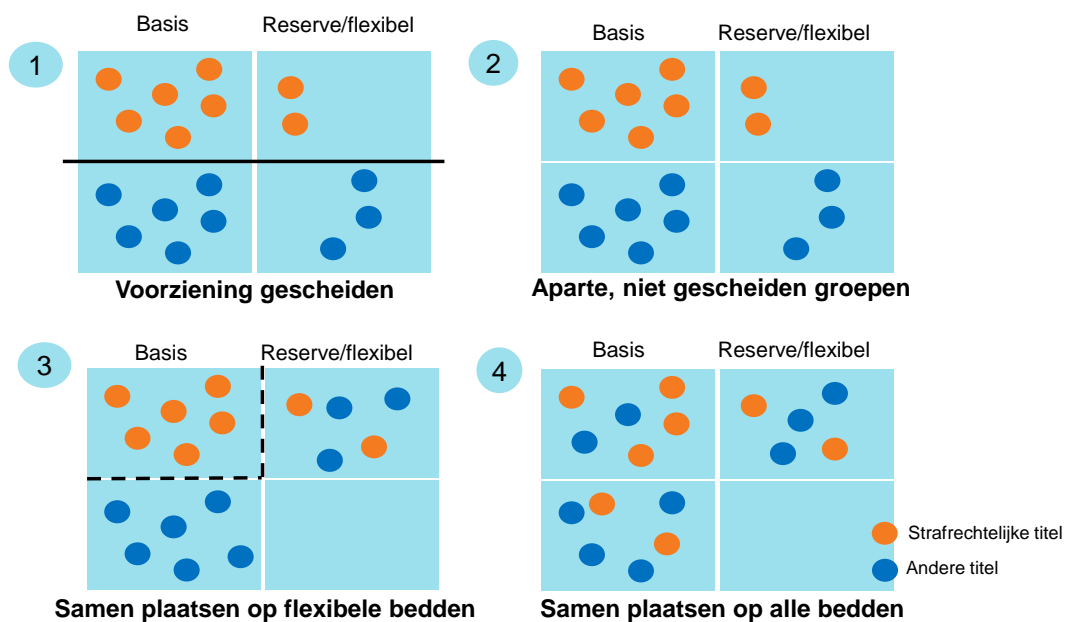 Basis Reserve/flexibel
1
Voorziening gescheiden
Basis Reserve/flexibel
2
Aparte, niet gescheiden groepen
Basis Reserve/flexibel
3
Samen plaatsen op flexibele bedden
Basis Reserve/flexibel
4
Samen plaatsen op alle bedden
Strafrechtelijke titel
Andere titel